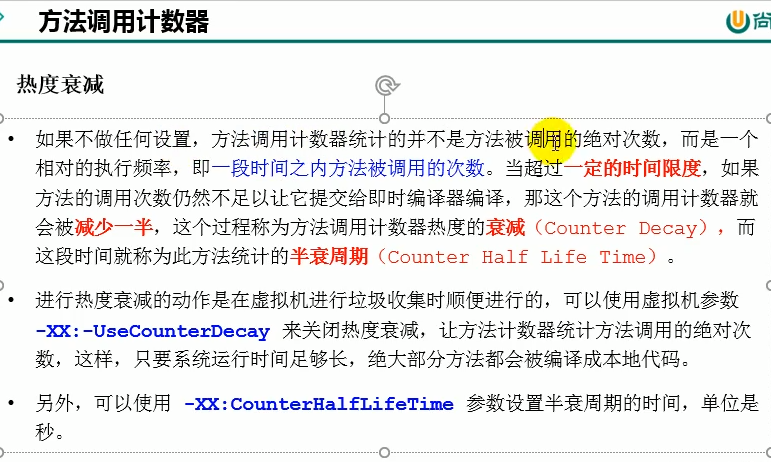 方法调用计数器
尚
热度衰减
• 如果不做任何设置，方法调用计数器统计的并不是方法被调用的绝对次数，而是一个
相对的执行频率，即一段时间之内方法被调用的次数。当超过一定的时间限度，如果
方法的调用次数仍然不足以让它提交给即时编译器编译，那这个方法的调用计数器就
会被减少一半，这个过程称为方法调用计数器热度的衰减（Counter Decay），而
这段时间就称为此方法统计的半衰周期（Counter Half Life Time）。
• 进行热度衰减的动作是在虚拟机进行垃圾收集时顺便进行的，可以使用虚拟机参数
-XX:-UseCounterDecay 来关闭热度衰减，让方法计数器统计方法调用的绝对次
数，这样，只要系统运行时间足够长，绝大部分方法都会被编译成本地代码。
• 另外，可以使用 -XX:CounterHalfLifeTime 参数设置半衰周期的时间，单位是
秒。